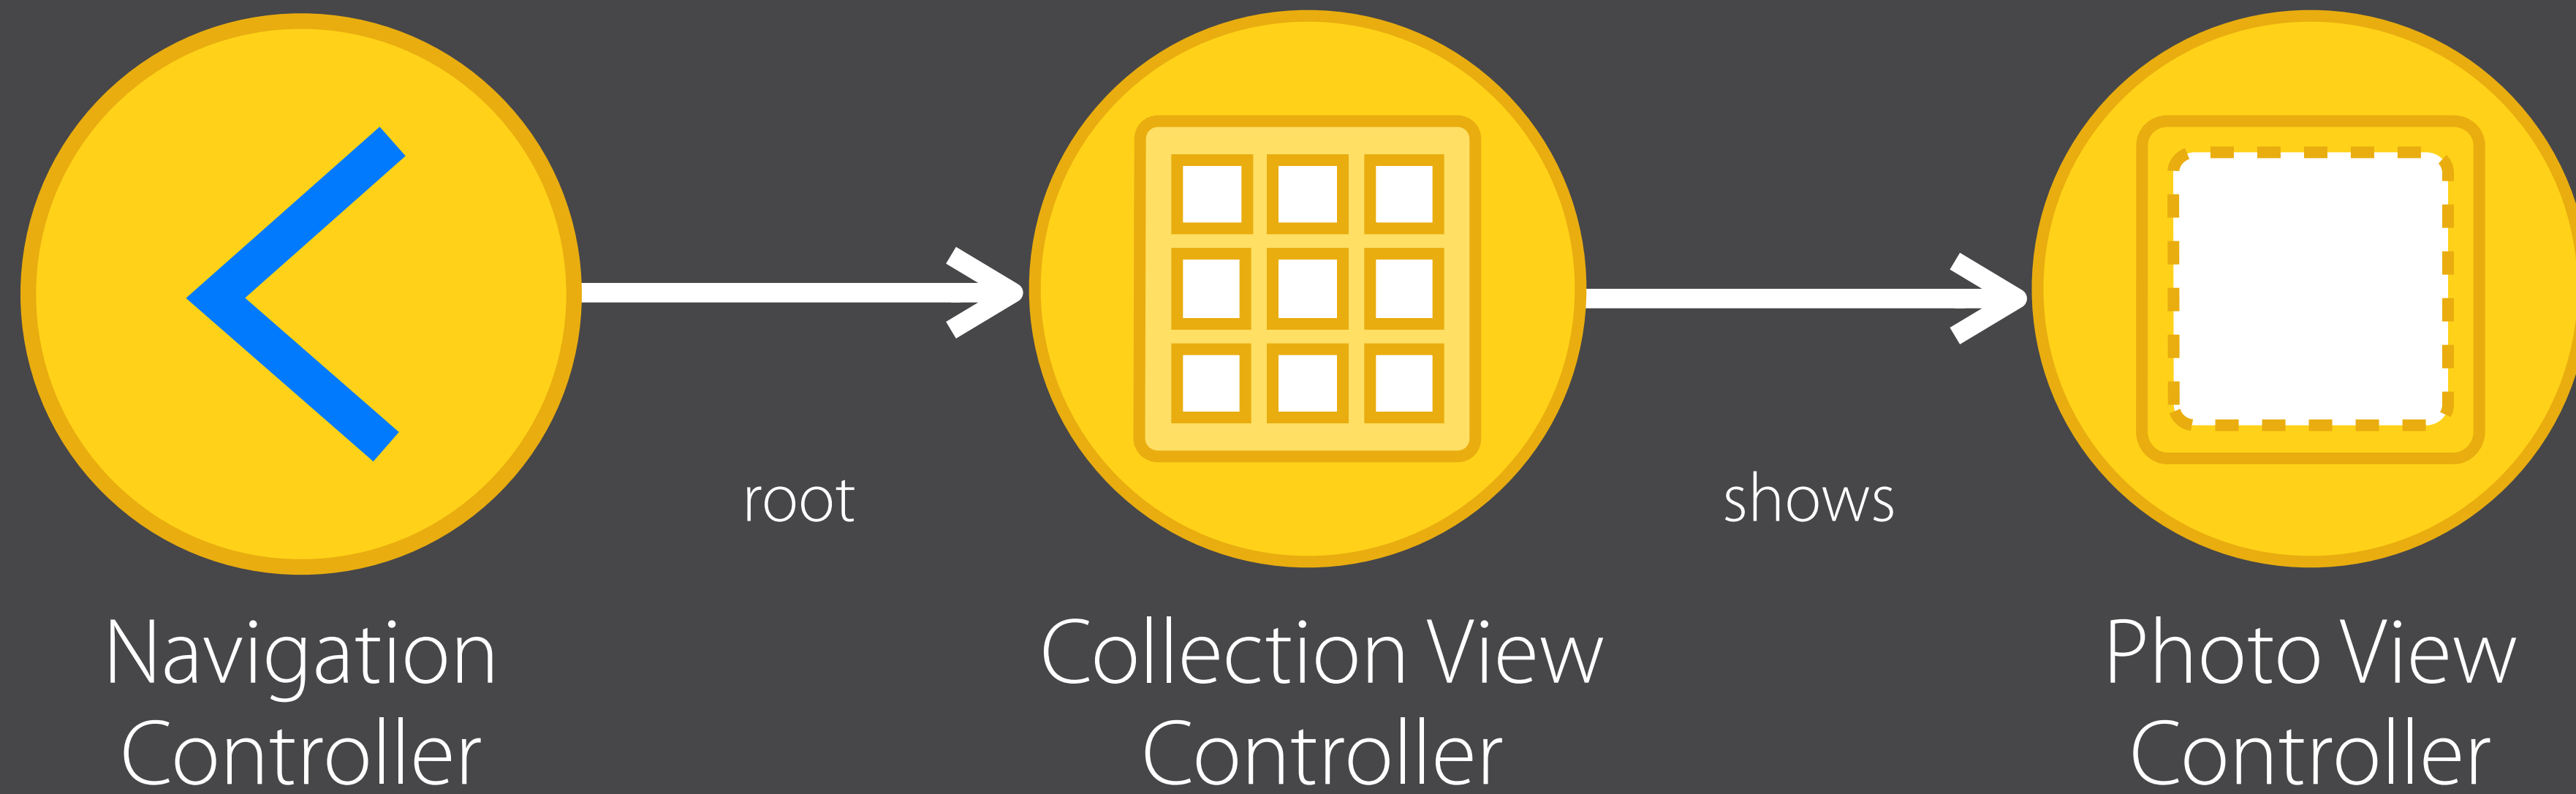 root
shows
Navigation
Controller
Collection View
Controller
Photo View
Controller